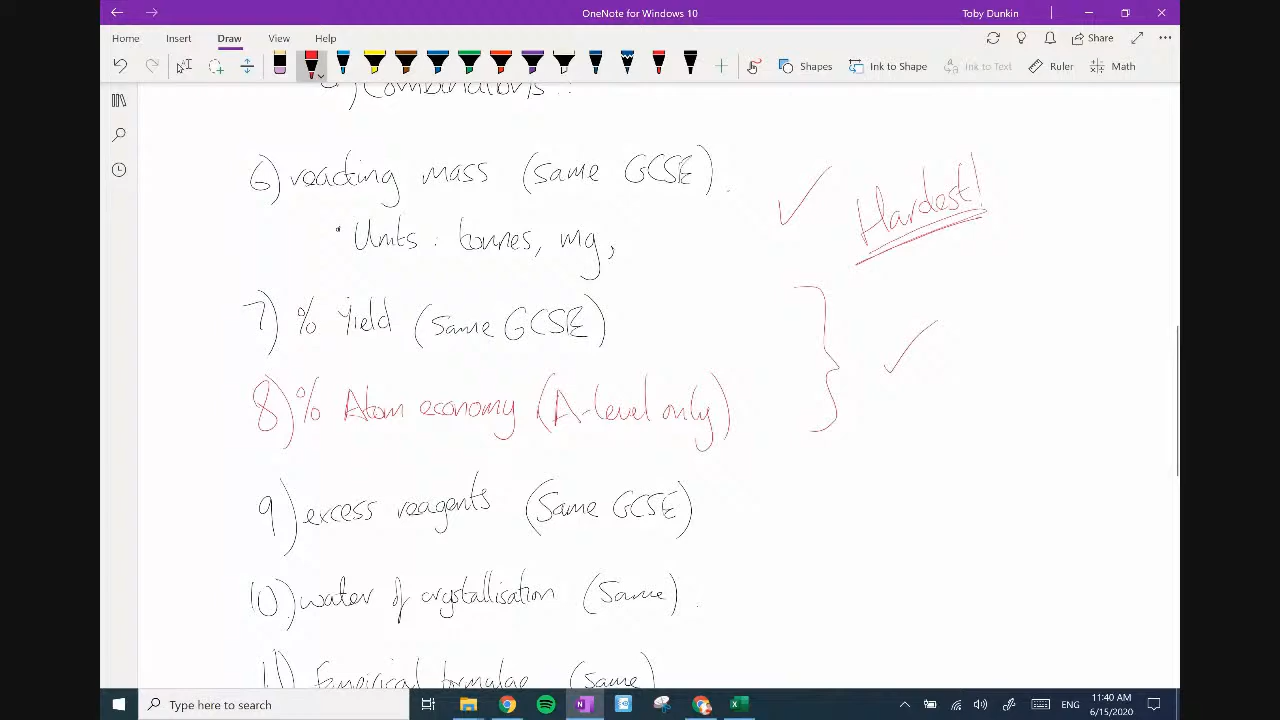 OneNote for Windows 10
Toby Dunkin
Home Insert Draw View
Share
Shapes Ink to Shape Ink to Text Ruler Math
Combinations
6) reacting mass (same GCSE).
Hardest!
• Units: tonnes, mg,
7) % yield (same GCSE)
8) % Atom economy (A-level only)
9) excess reagents (Same GCSE)
10) water of crystallisation (Same).
11) Empirical formulae (same)
Type here to search
ENG
11:40 AM
6/15/2020